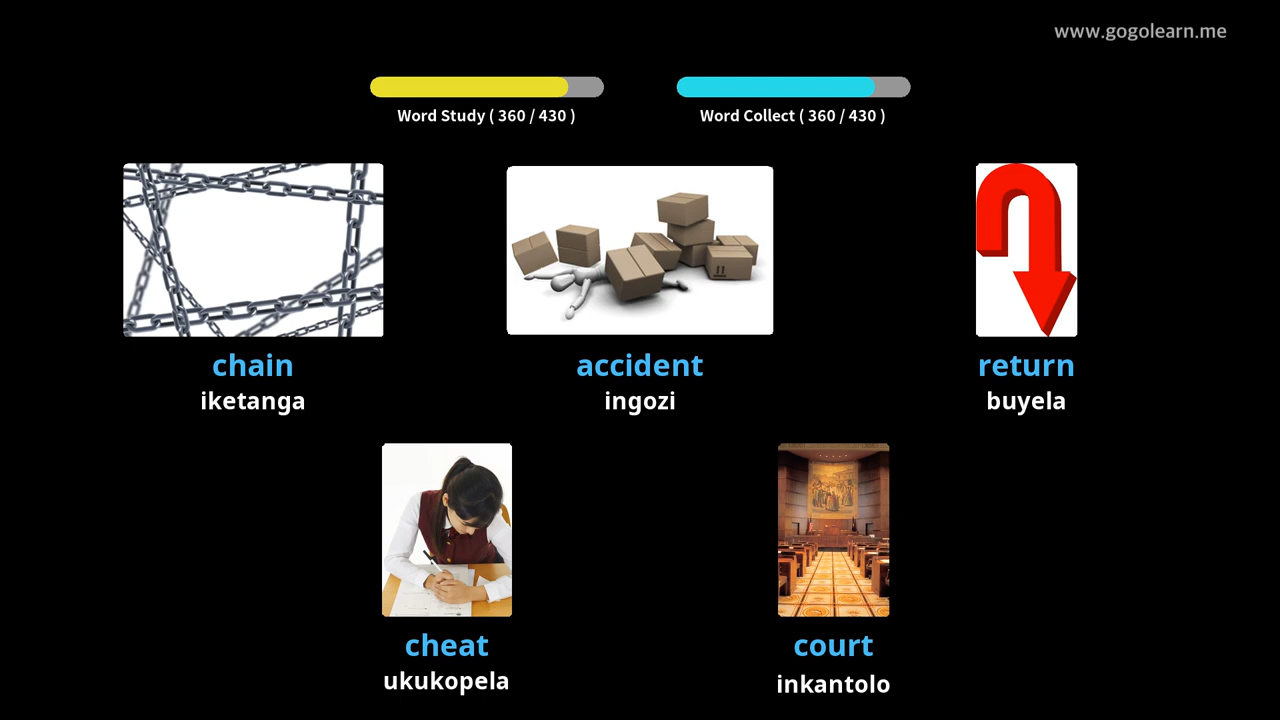 www.gogolearn.me
Word Study ( 360 / 430 )
Word Collect ( 360 / 430 )
chain
iketanga
accident
ingozi
return
buyela
cheat
ukukopela
court
inkantolo